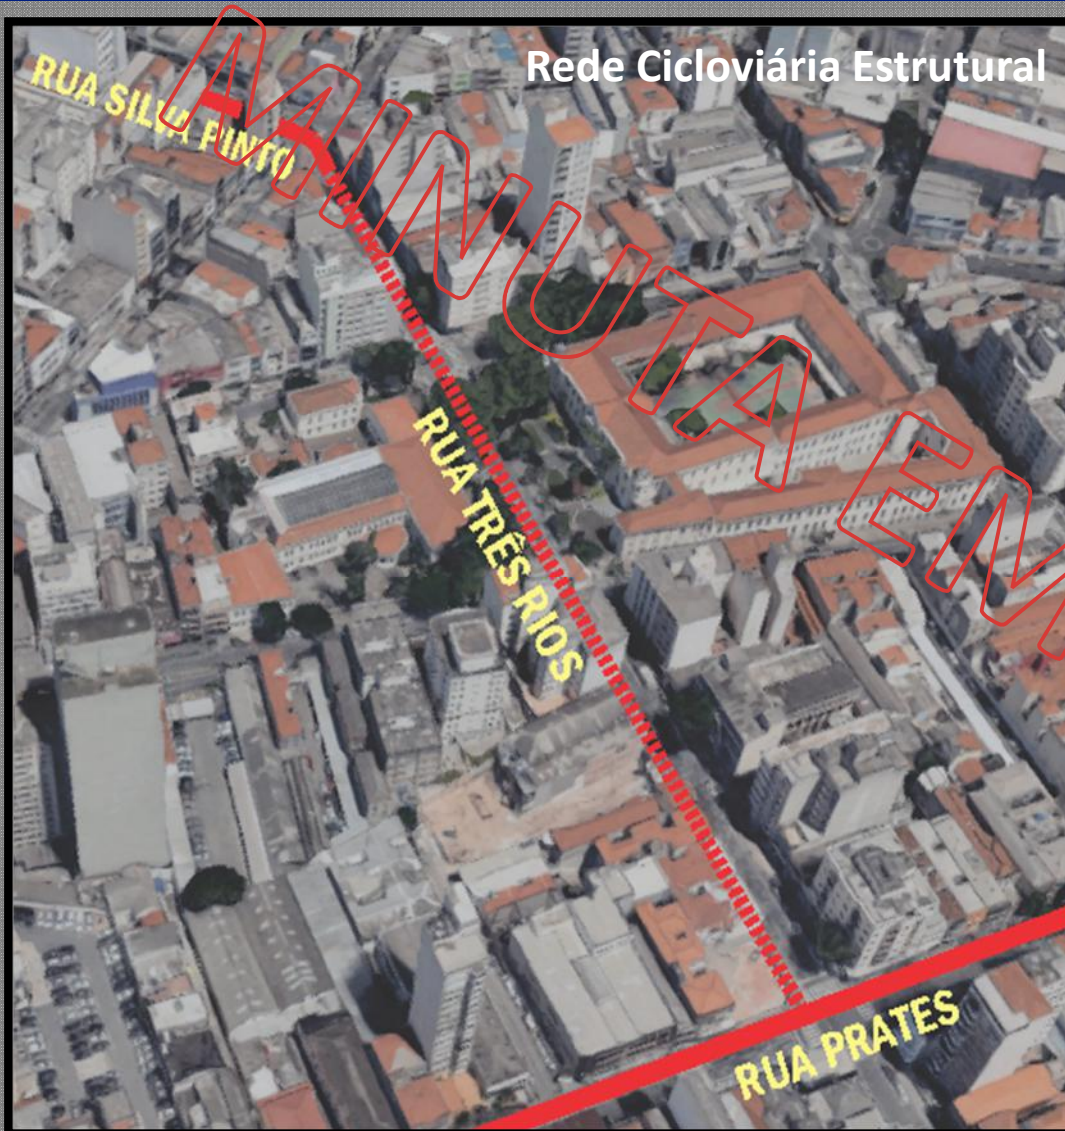 Rede Cicloviária Estrutural
RUA SILVA PINTO
MINUTA EM
RUA TRÊS RIOS
RUA PRATES